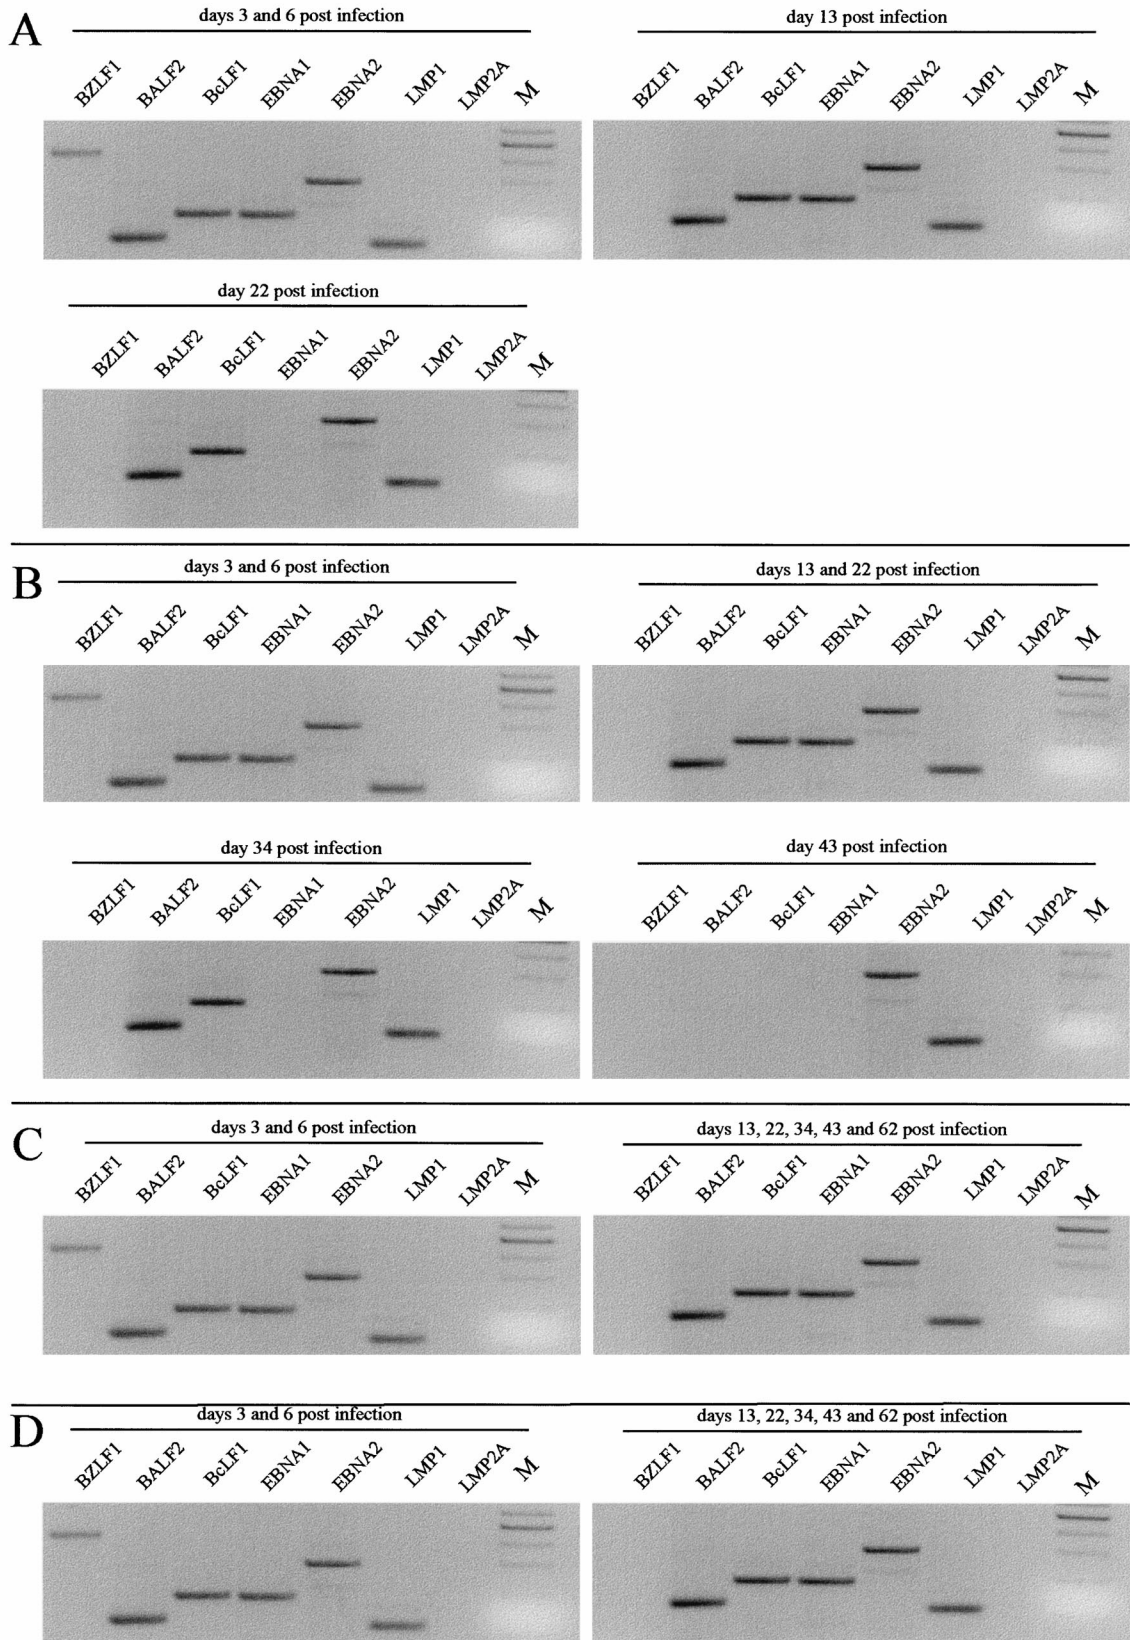 A
days 3 and 6 post infection
day 13 post infection
BZLF1 BALF2 BcLF1 EBNA1 EBNA2 LMP1 LMP2A M
BZLF1 BALF2 BcLF1 EBNA1 EBNA2 LMP1 LMP2A M
day 22 post infection
BZLF1 BALF2 BcLF1 EBNA1 EBNA2 LMP1 LMP2A M
B
days 3 and 6 post infection
days 13 and 22 post infection
BZLF1 BALF2 BcLF1 EBNA1 EBNA2 LMP1 LMP2A M
BZLF1 BALF2 BcLF1 EBNA1 EBNA2 LMP1 LMP2A M
day 34 post infection
day 43 post infection
BZLF1 BALF2 BcLF1 EBNA1 EBNA2 LMP1 LMP2A M
BZLF1 BALF2 BcLF1 EBNA1 EBNA2 LMP1 LMP2A M
C
days 3 and 6 post infection
days 13, 22, 34, 43 and 62 post infection
BZLF1 BALF2 BcLF1 EBNA1 EBNA2 LMP1 LMP2A M
BZLF1 BALF2 BcLF1 EBNA1 EBNA2 LMP1 LMP2A M
D
days 3 and 6 post infection
days 13, 22, 34, 43 and 62 post infection
BZLF1 BALF2 BcLF1 EBNA1 EBNA2 LMP1 LMP2A M
BZLF1 BALF2 BcLF1 EBNA1 EBNA2 LMP1 LMP2A M